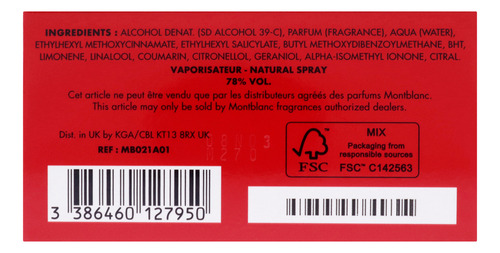 INGREDIENTS : ALCOHOL DENAT. (SD ALCOHOL 39-C), PARFUM (FRAGRANCE), AQUA (WATER),
ETHYLHEXYL METHOXYCINNAMATE, ETHYLHEXYL SALICYLATE, BUTYL METHOXYDIBENZOYLMETHANE, BHT,
LIMONENE, LINALOOL, COUMARIN, CITRONELLOL, GERANIOL, ALPHA-ISOMETHYL IONONE, CITRAL.
VAPORISATEUR - NATURAL SPRAY
78% VOL.
Cet article ne peut être vendu que par les distributeurs agréés des parfums Montblanc.
This article may only be sold by Montblanc fragrances authorized dealers.
Dist. in UK by KGA/CBL KT13 8RX UK
REF : MB021A01
3 386460 127950
FSC
MIX
Packaging from
responsible sources
FSC™ C142563